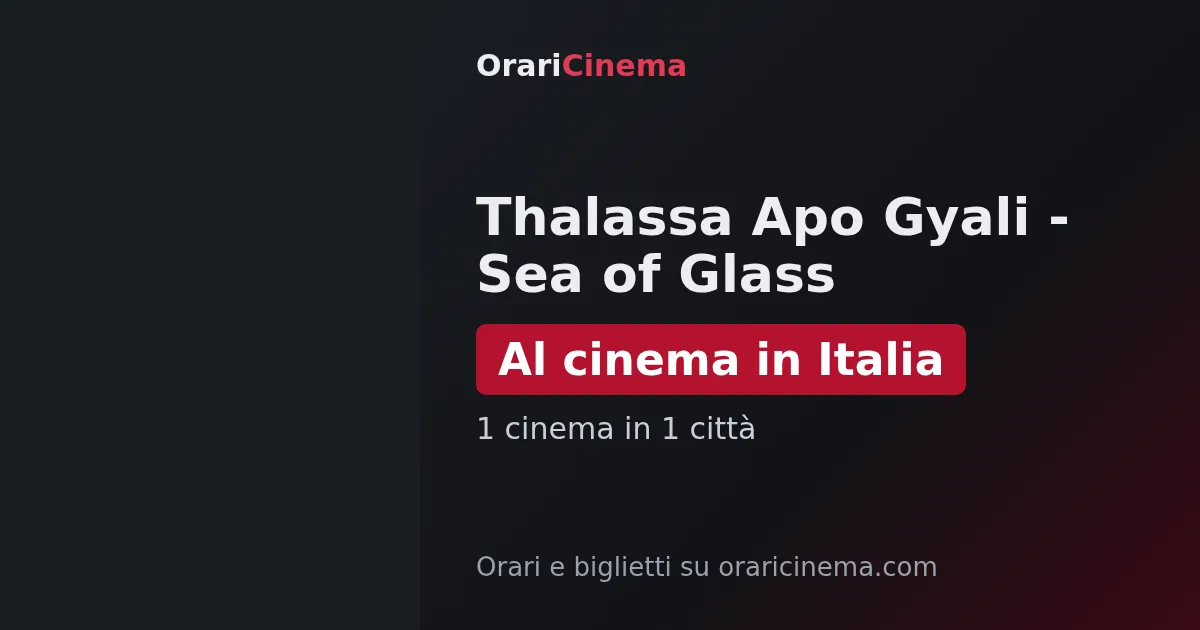 OrariCinema
Thalassa Apo Gyali -
Sea of Glass
Al cinema in Italia
1 cinema in 1 città
Orari e biglietti su oraricinema.com